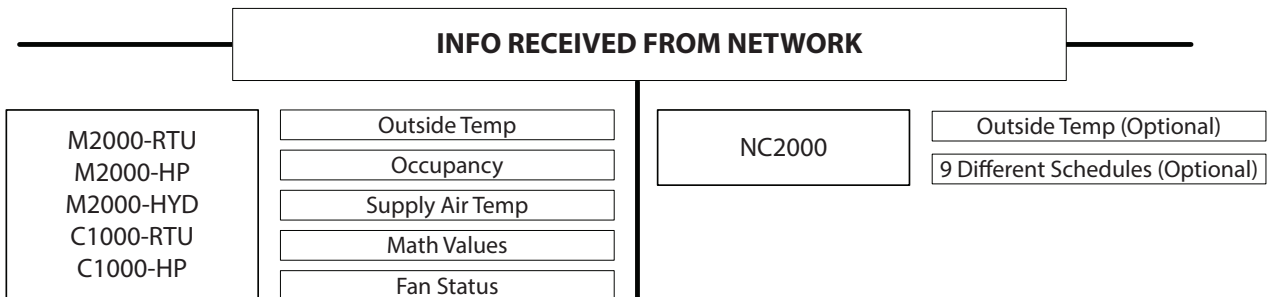 INFO RECEIVED FROM NETWORK
M2000-RTU
M2000-HP
M2000-HYD
C1000-RTU
C1000-HP
Outside Temp
Occupancy
Supply Air Temp
Math Values
Fan Status
NC2000
Outside Temp (Optional)
9 Different Schedules (Optional)